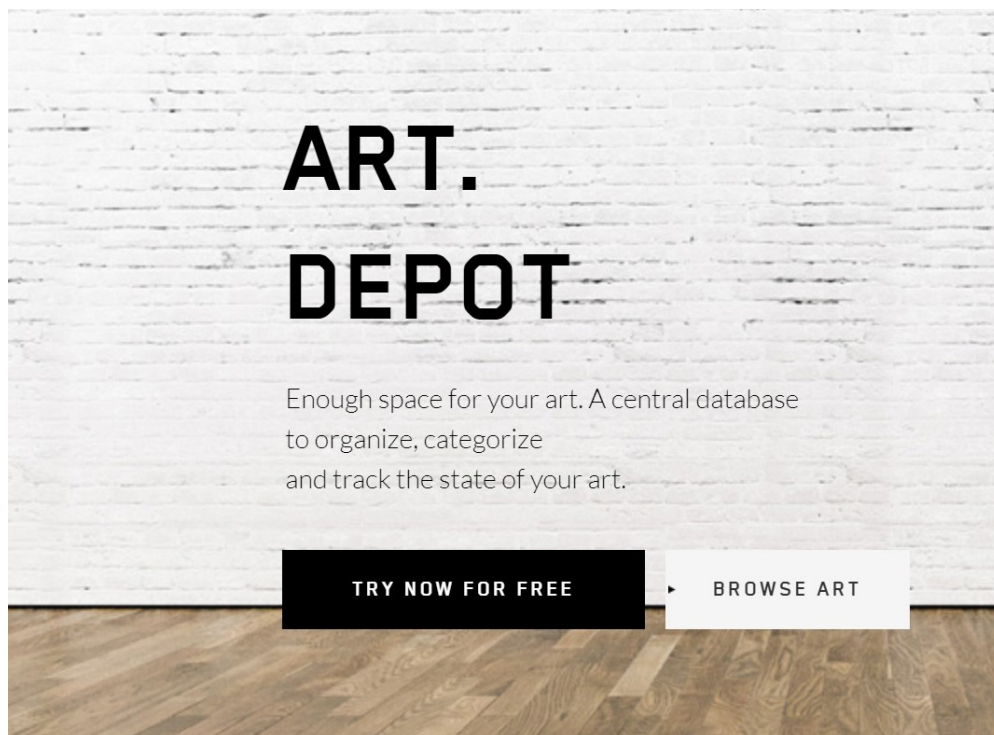 ART.
DEPOT
Enough space for your art. A central database
to organize, categorize
and track the state of your art.
TRY NOW FOR FREE
BROWSE ART